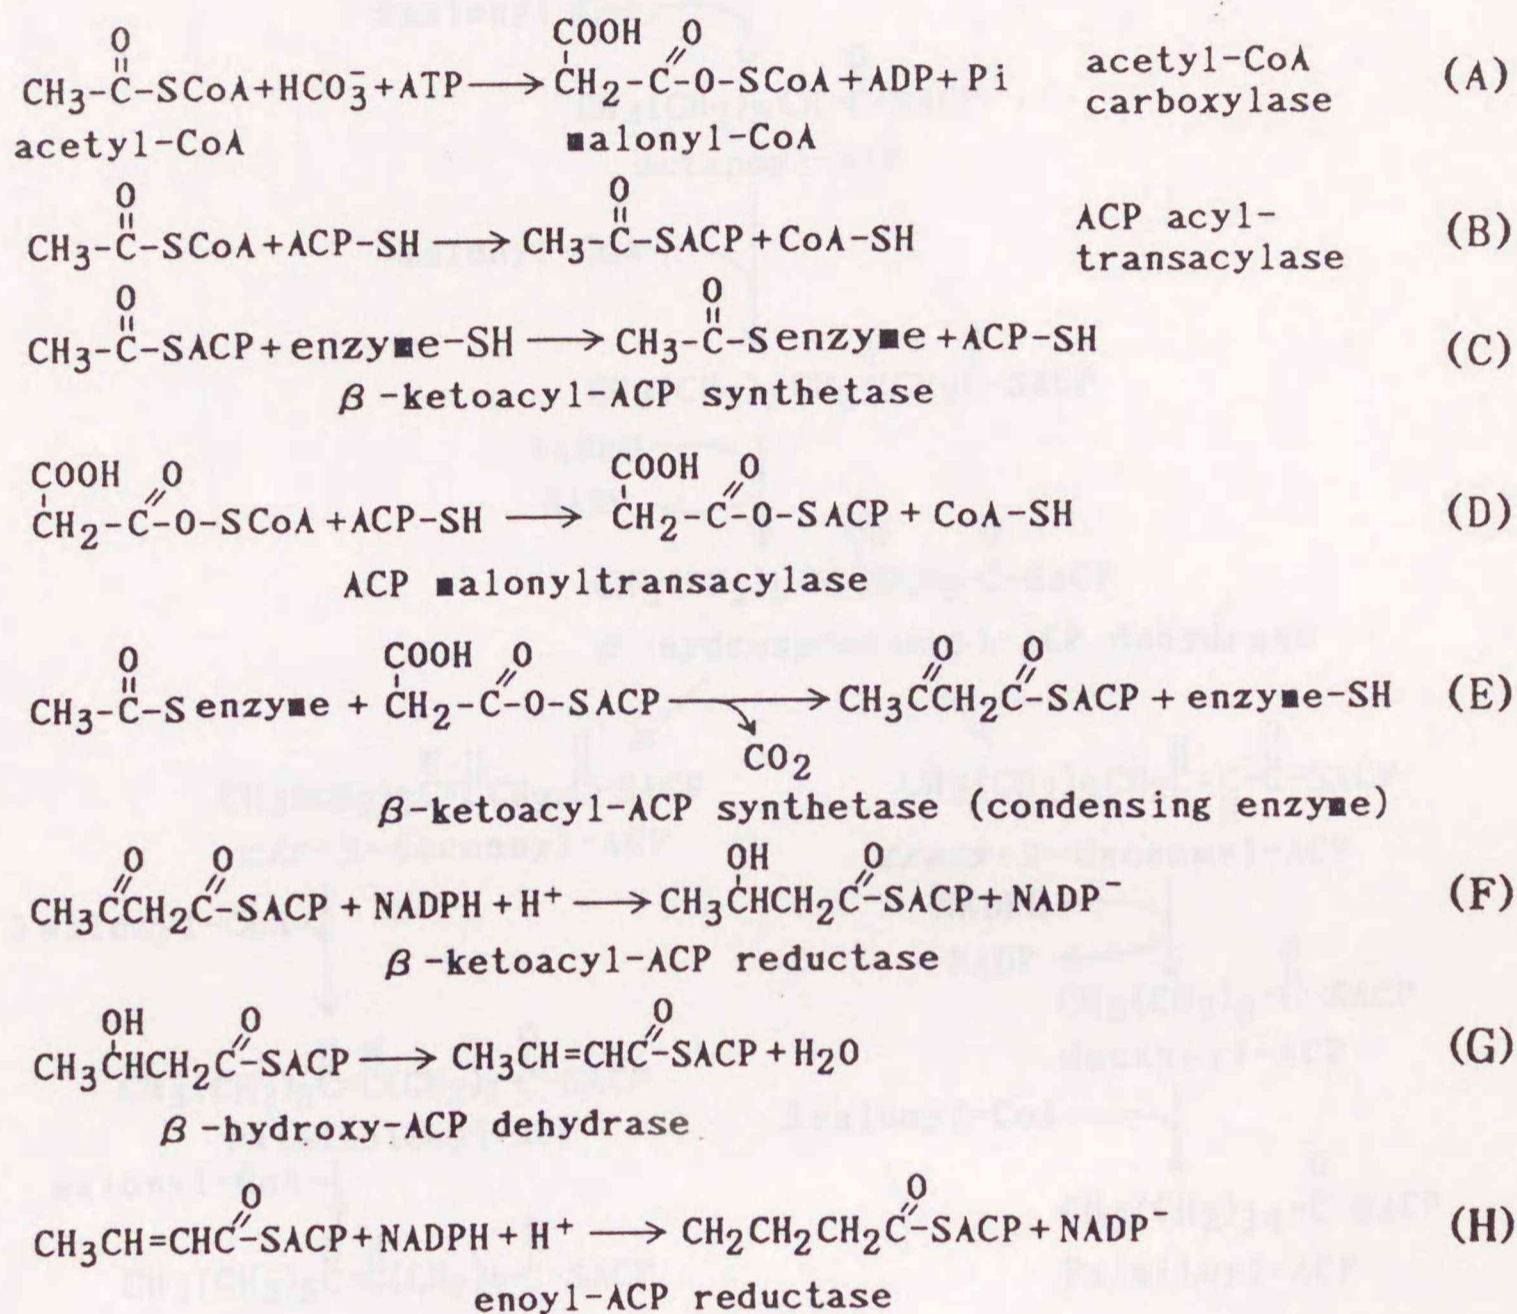 O COOH O
CH3-C-SCoA+HCO3-+ATP⟶CH2-C-O-SCoA+ADP+Pi acetyl-CoA carboxylase (A)
acetyl-CoA malonyl-CoA
O O
CH3-C-SCoA+ACP-SH⟶CH3-C-SACP+CoA-SH ACP acyl-transacylase (B)
O O
CH3-C-SACP+enzyme-SH⟶CH3-C-Senzyme+ACP-SH (C)
β-ketoacyl-ACP synthetase
COOH O COOH O
CH2-C-O-SCoA+ACP-SH⟶CH2-C-O-SACP+CoA-SH (D)
ACP malonyltransacylase
O COOH O O O
CH3-C-Senzyme+CH2-C-O-SACP⟶CH3CCH2C-SACP+enzyme-SH (E)
CO2
β-ketoacyl-ACP synthetase (condensing enzyme)
O O OH O
CH3CCH2C-SACP+NADPH+H+⟶CH3CHCH2C-SACP+NADP- (F)
β-ketoacyl-ACP reductase
OH O O
CH3CHCH2C-SACP⟶CH3CH=CHC-SACP+H2O (G)
β-hydroxy-ACP dehydrase
O O
CH3CH=CHC-SACP+NADPH+H+⟶CH2CH2CH2C-SACP+NADP- (H)
enoyl-ACP reductase